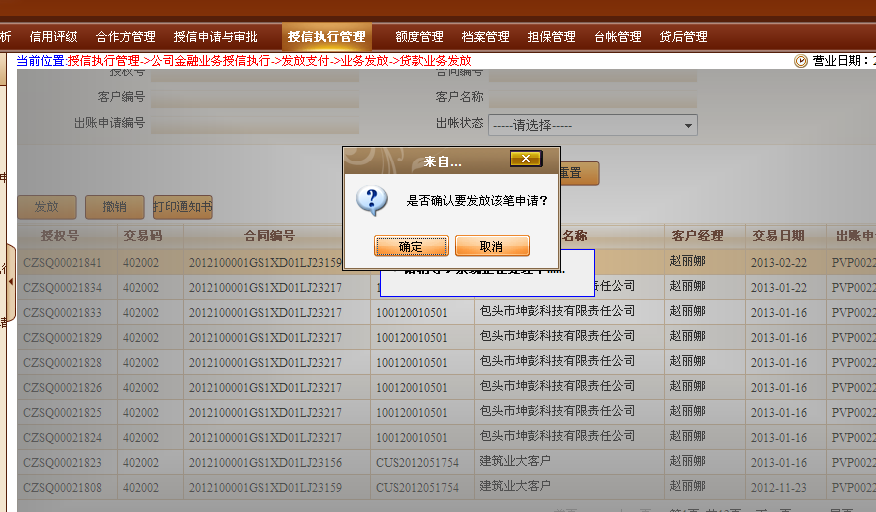 析 信用评级 合作方管理 授信申请与审批 授信执行管理 额度管理 档案管理 担保管理 台帐管理 贷后管理
当前位置:授信执行管理->公司金融业务授信执行->发放支付->业务发放->贷款业务发放 营业日期：2
授权号 合同编号
客户编号 客户名称
出账申请编号 出帐状态 -----请选择-----
重置
来自...
是否确认要发放该笔申请?
确定 取消
发放 撤销 打印通知书
授权号 交易码 合同编号 名称 客户经理 交易日期 出账申
CZSQ00021841 402002 2012100001GS1XD01LJ23159 赵丽娜 2013-02-22 PVP0022
CZSQ00021834 402002 2012100001GS1XD01LJ23217 责任公司 赵丽娜 2013-01-22 PVP0022
CZSQ00021833 402002 2012100001GS1XD01LJ23217 100120010501 包头市坤彭科技有限责任公司 赵丽娜 2013-01-16 PVP0022
CZSQ00021829 402002 2012100001GS1XD01LJ23217 100120010501 包头市坤彭科技有限责任公司 赵丽娜 2013-01-16 PVP0022
CZSQ00021828 402002 2012100001GS1XD01LJ23217 100120010501 包头市坤彭科技有限责任公司 赵丽娜 2013-01-16 PVP0022
CZSQ00021826 402002 2012100001GS1XD01LJ23217 100120010501 包头市坤彭科技有限责任公司 赵丽娜 2013-01-16 PVP0022
CZSQ00021825 402002 2012100001GS1XD01LJ23217 100120010501 包头市坤彭科技有限责任公司 赵丽娜 2013-01-16 PVP0022
CZSQ00021824 402002 2012100001GS1XD01LJ23217 100120010501 包头市坤彭科技有限责任公司 赵丽娜 2013-01-16 PVP0022
CZSQ00021823 402002 2012100001GS1XD01LJ23156 CUS2012051754 建筑业大客户 赵丽娜 2013-01-16 PVP0022
CZSQ00021808 402002 2012100001GS1XD01LJ23159 CUS2012051754 建筑业大客户 赵丽娜 2012-11-23 PVP0022